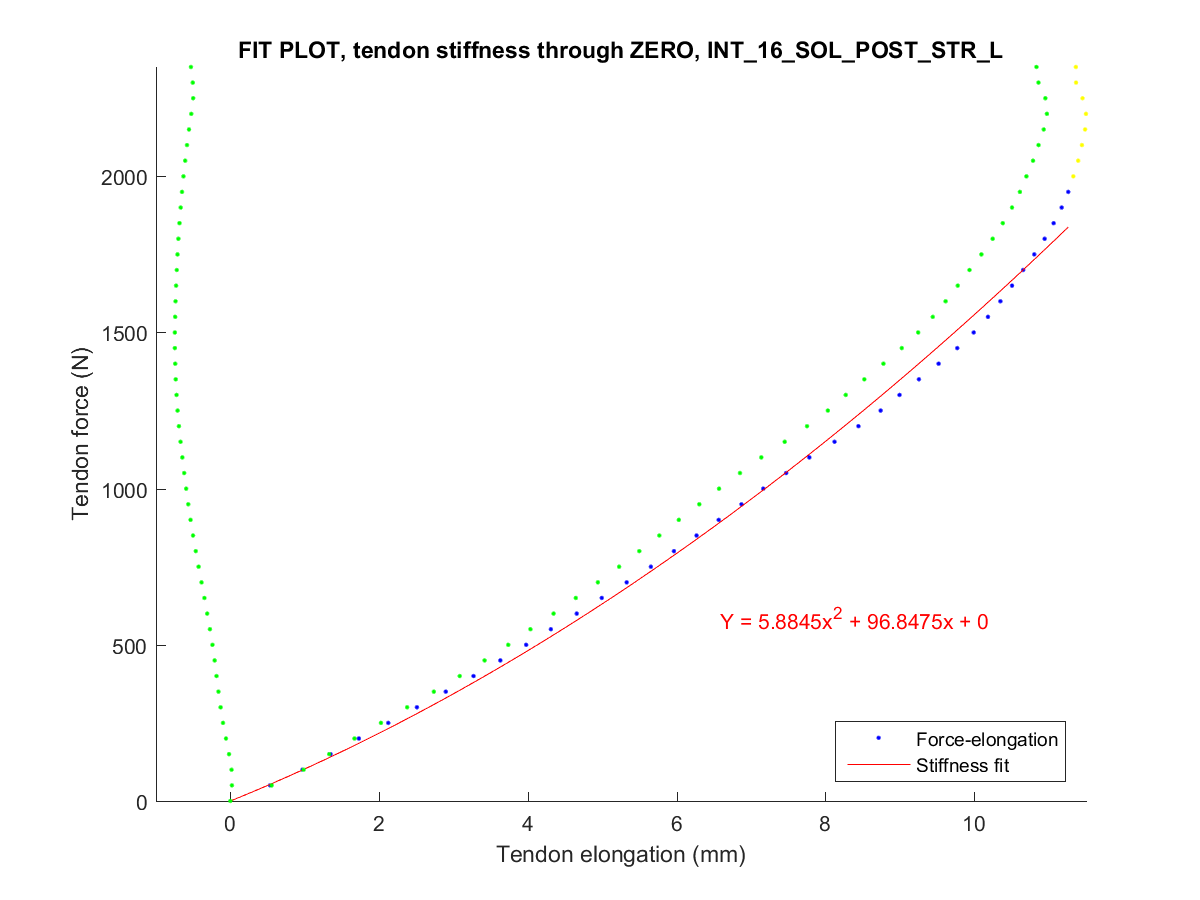 FIT PLOT, tendon stiffness through ZERO, INT_16_SOL_POST_STR_L
Tendon force (N)
2000
1500
1000
500
0
Y = 5.8845x² + 96.8475x + 0
Force-elongation
Stiffness fit
0 2 4 6 8 10
Tendon elongation (mm)